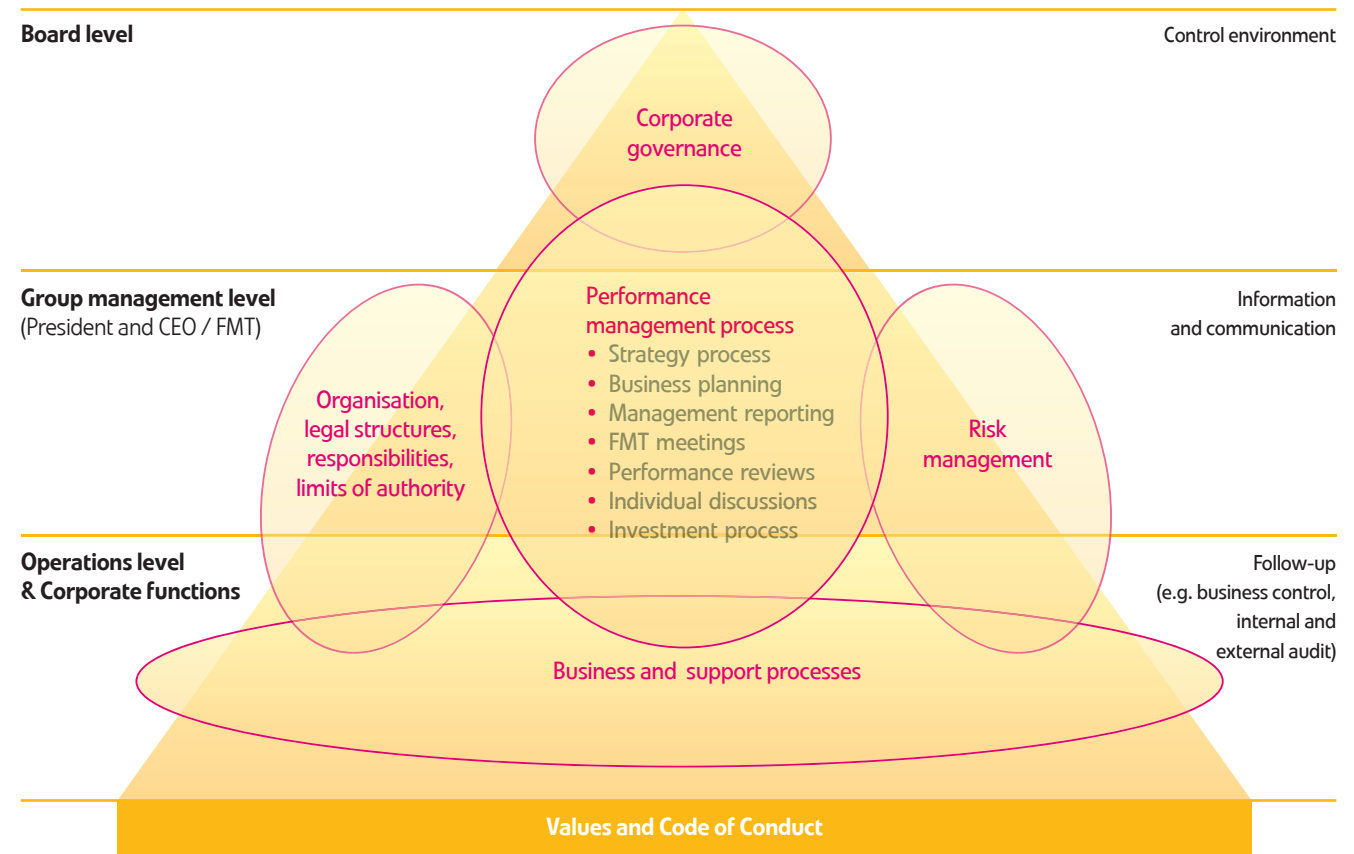 Board level
Control environment
Corporate
governance
Group management level
(President and CEO / FMT)
Information
and communication
Performance
management process
• Strategy process
• Business planning
• Management reporting
• FMT meetings
• Performance reviews
• Individual discussions
• Investment process
Organisation,
legal structures,
responsibilities,
limits of authority
Risk
management
Operations level
& Corporate functions
Follow-up
(e.g. business control,
internal and
external audit)
Business and support processes
Values and Code of Conduct